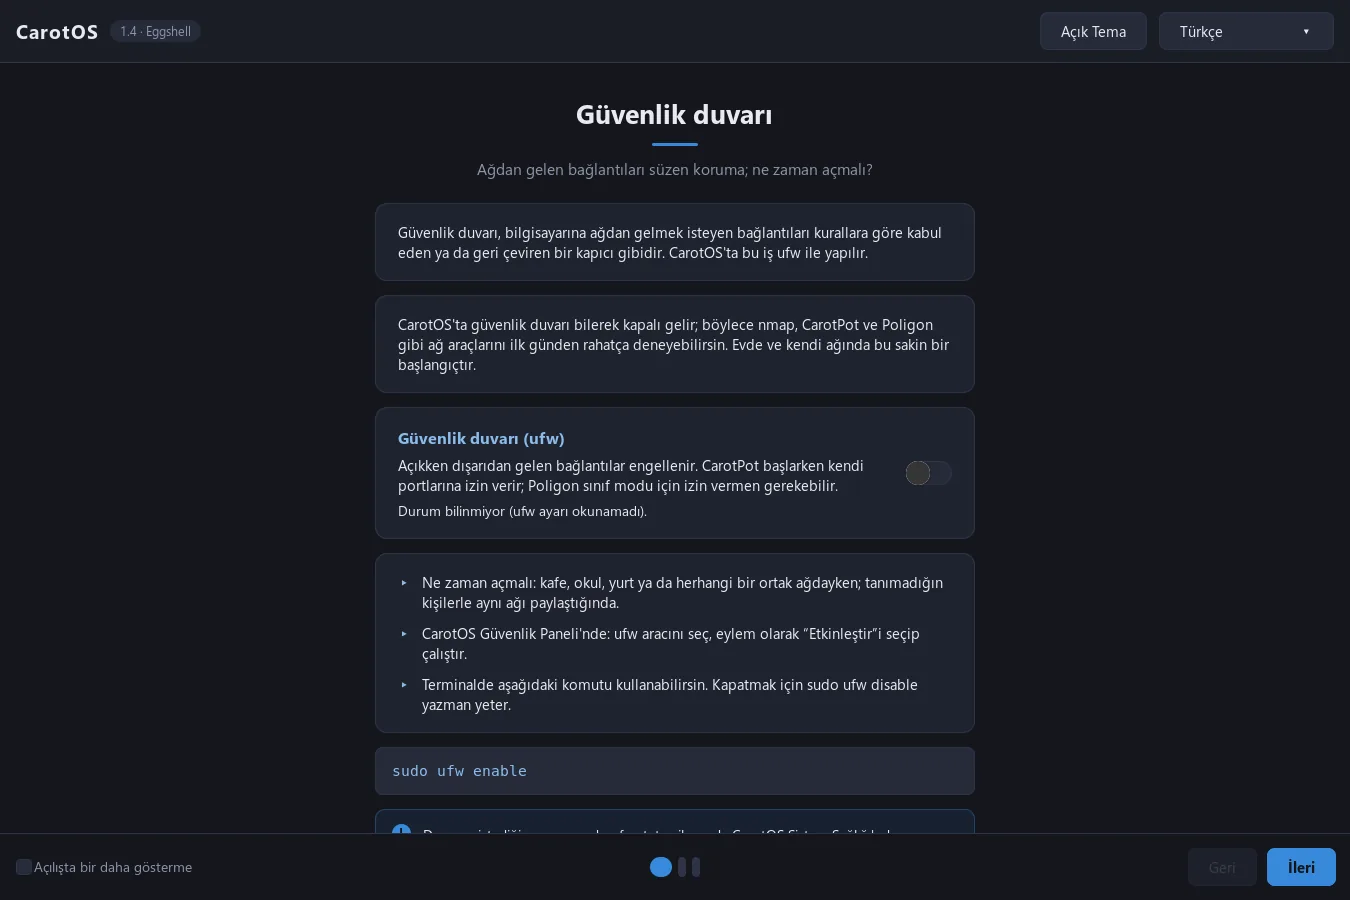 CarotOS
1.4 · Eggshell
Açık Tema
Türkçe
Güvenlik duvarı
Ağdan gelen bağlantıları süzen koruma; ne zaman açmalı?
Güvenlik duvarı, bilgisayarına ağdan gelmek isteyen bağlantıları kurallara göre kabul
eden ya da geri çeviren bir kapıcı gibidir. CarotOS'ta bu iş ufw ile yapılır.
CarotOS'ta güvenlik duvarı bilerek kapalı gelir; böylece nmap, CarotPot ve Poligon
gibi ağ araçlarını ilk günden rahatça deneyebilirsin. Evde ve kendi ağında bu sakin bir
başlangıçtır.
Güvenlik duvarı (ufw)
Açıkken dışarıdan gelen bağlantılar engellenir. CarotPot başlarken kendi
portlarına izin verir; Poligon sınıf modu için izin vermen gerekebilir.
Durum bilinmiyor (ufw ayarı okunamadı).
Ne zaman açmalı: kafe, okul, yurt ya da herhangi bir ortak ağdayken; tanımadığın
kişilerle aynı ağı paylaştığında.
CarotOS Güvenlik Paneli'nde: ufw aracını seç, eylem olarak “Etkinleştir”i seçip
çalıştır.
Terminalde aşağıdaki komutu kullanabilirsin. Kapatmak için sudo ufw disable
yazman yeter.
sudo ufw enable
Açılışta bir daha gösterme
Geri
İleri